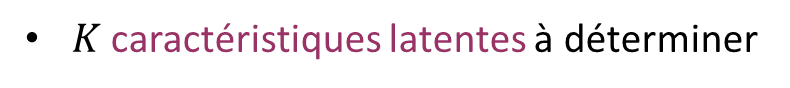 • K caractéristiques latentes à déterminer